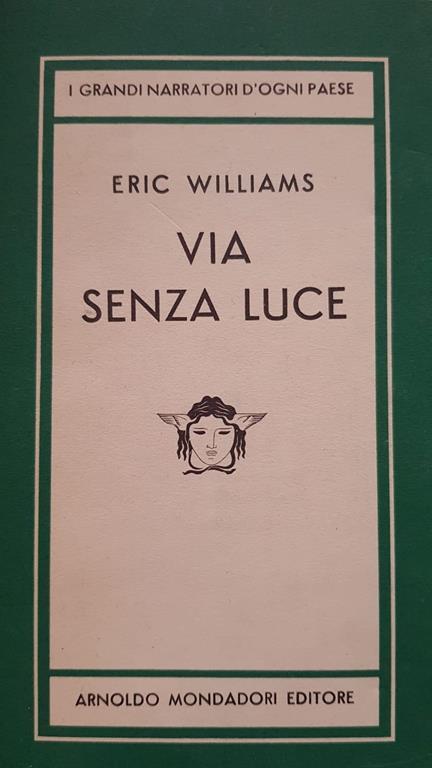 I GRANDI NARRATORI D'OGNI PAESE
ERIC WILLIAMS
VIA
SENZA LUCE
ARNOLDO MONDADORI EDITORE